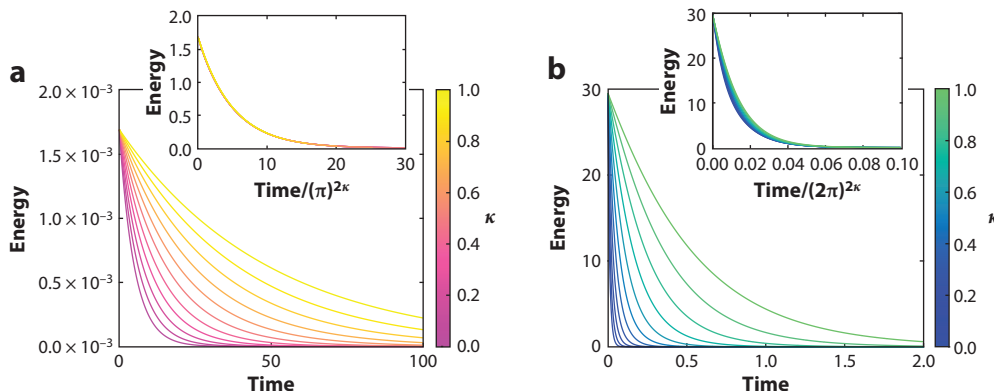 a
Energy
2.0 × 10⁻³
1.5 × 10⁻³
1.0 × 10⁻³
0.5 × 10⁻³
0.0 × 10⁻³
0
50
100
Time
Energy
2.0
1.5
1.0
0.5
0.0
0
10
20
30
Time/(π)²ᵏ
1.0
0.8
0.6
0.4
0.2
0.0
κ
b
Energy
30
20
10
0
0
0.5
1.0
1.5
2.0
Time
Energy
30
20
10
0
0.00
0.02
0.04
0.06
0.08
0.10
Time/(2π)²ᵏ
1.0
0.8
0.6
0.4
0.2
0.0
κ